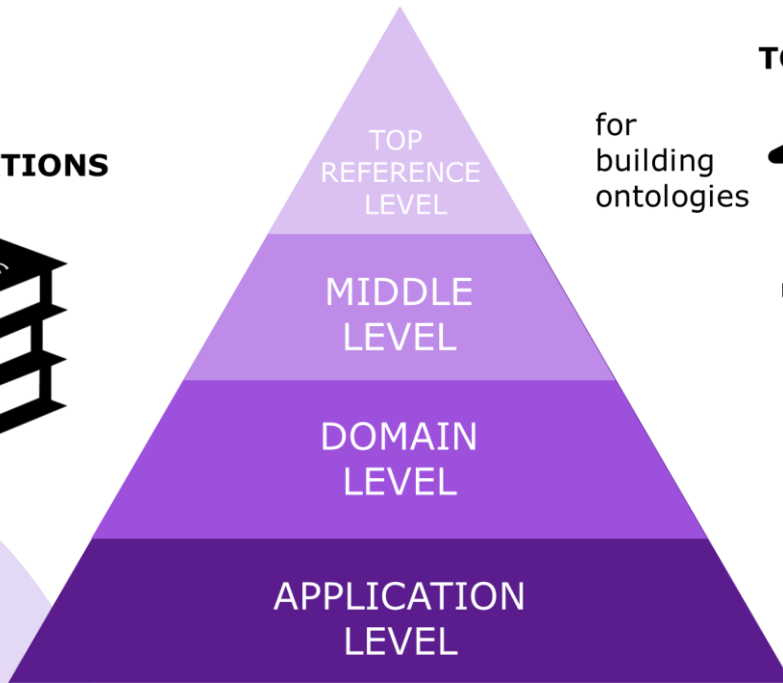 TIONS
TOP
REFERENCE
LEVEL
MIDDLE
LEVEL
DOMAIN
LEVEL
APPLICATION
LEVEL
for
building
ontologies